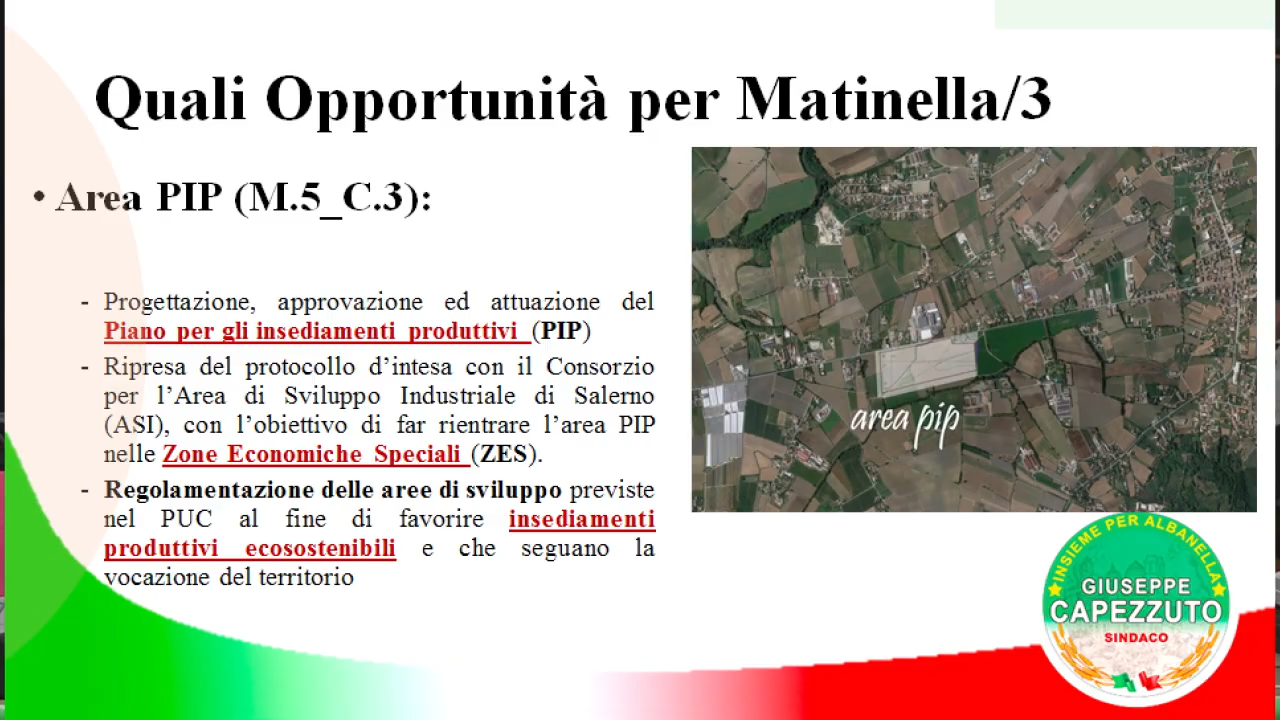 Quali Opportunità per Matinella/3
• Area PIP (M.5_C.3):
- Progettazione, approvazione ed attuazione del
Piano per gli insediamenti produttivi (PIP)
- Ripresa del protocollo d’intesa con il Consorzio
per l’Area di Sviluppo Industriale di Salerno
(ASI), con l’obiettivo di far rientrare l’area PIP
nelle Zone Economiche Speciali (ZES).
- Regolamentazione delle aree di sviluppo previste
nel PUC al fine di favorire insediamenti
produttivi ecosostenibili e che seguano la
vocazione del territorio
area pip
INSIEME PER ALBANELLA
GIUSEPPE
CAPEZZUTO
SINDACO